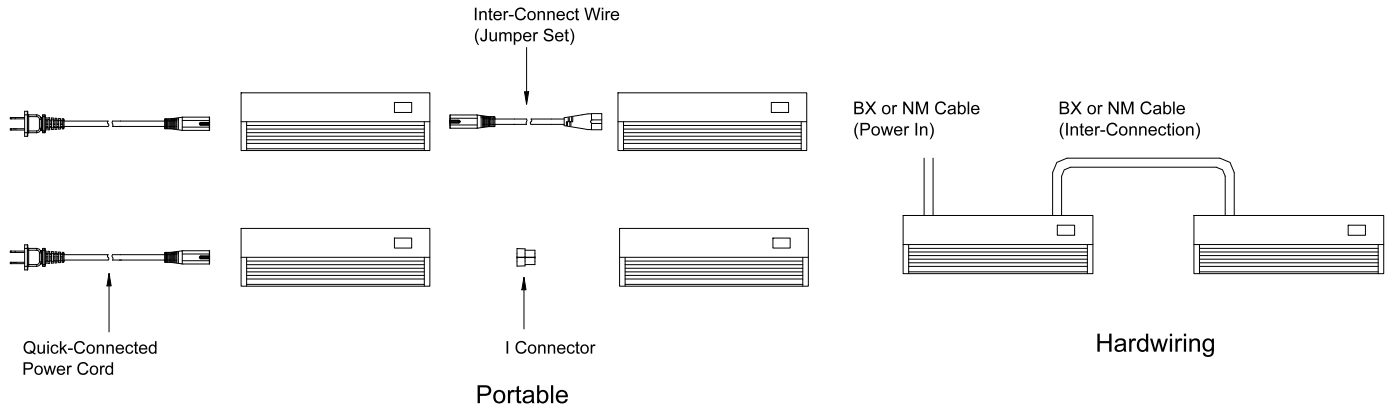 Inter-Connect Wire
(Jumper Set)
BX or NM Cable
(Power In)
BX or NM Cable
(Inter-Connection)
Quick-Connected
Power Cord
I Connector
Portable
Hardwiring